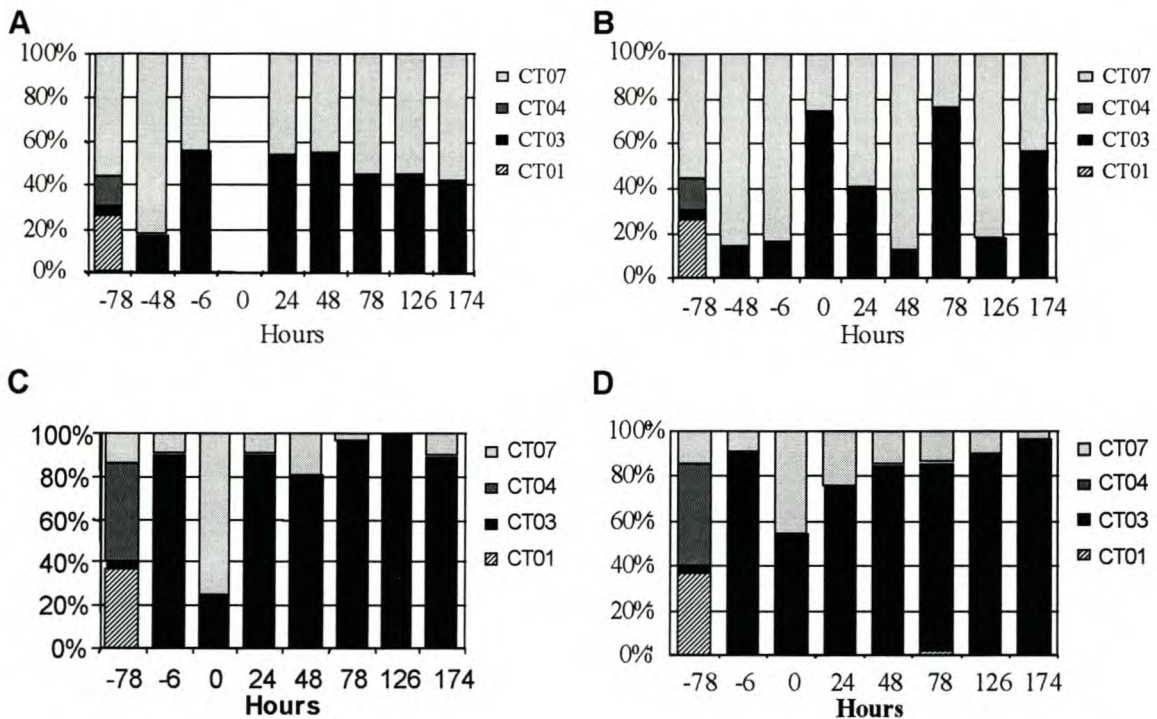 A
100%
80%
60%
40%
20%
0%
-78 -48 -6 0 24 48 78 126 174
Hours
CT07
CT04
CT03
CT01
B
100%
80%
60%
40%
20%
0%
-78 -48 -6 0 24 48 78 126 174
Hours
CT07
CT04
CT03
CT01
C
100%
80%
60%
40%
20%
0%
-78 -6 0 24 48 78 126 174
Hours
CT07
CT04
CT03
CT01
D
100%
80%
60%
40%
20%
0%
-78 -6 0 24 48 78 126 174
Hours
CT07
CT04
CT03
CT01